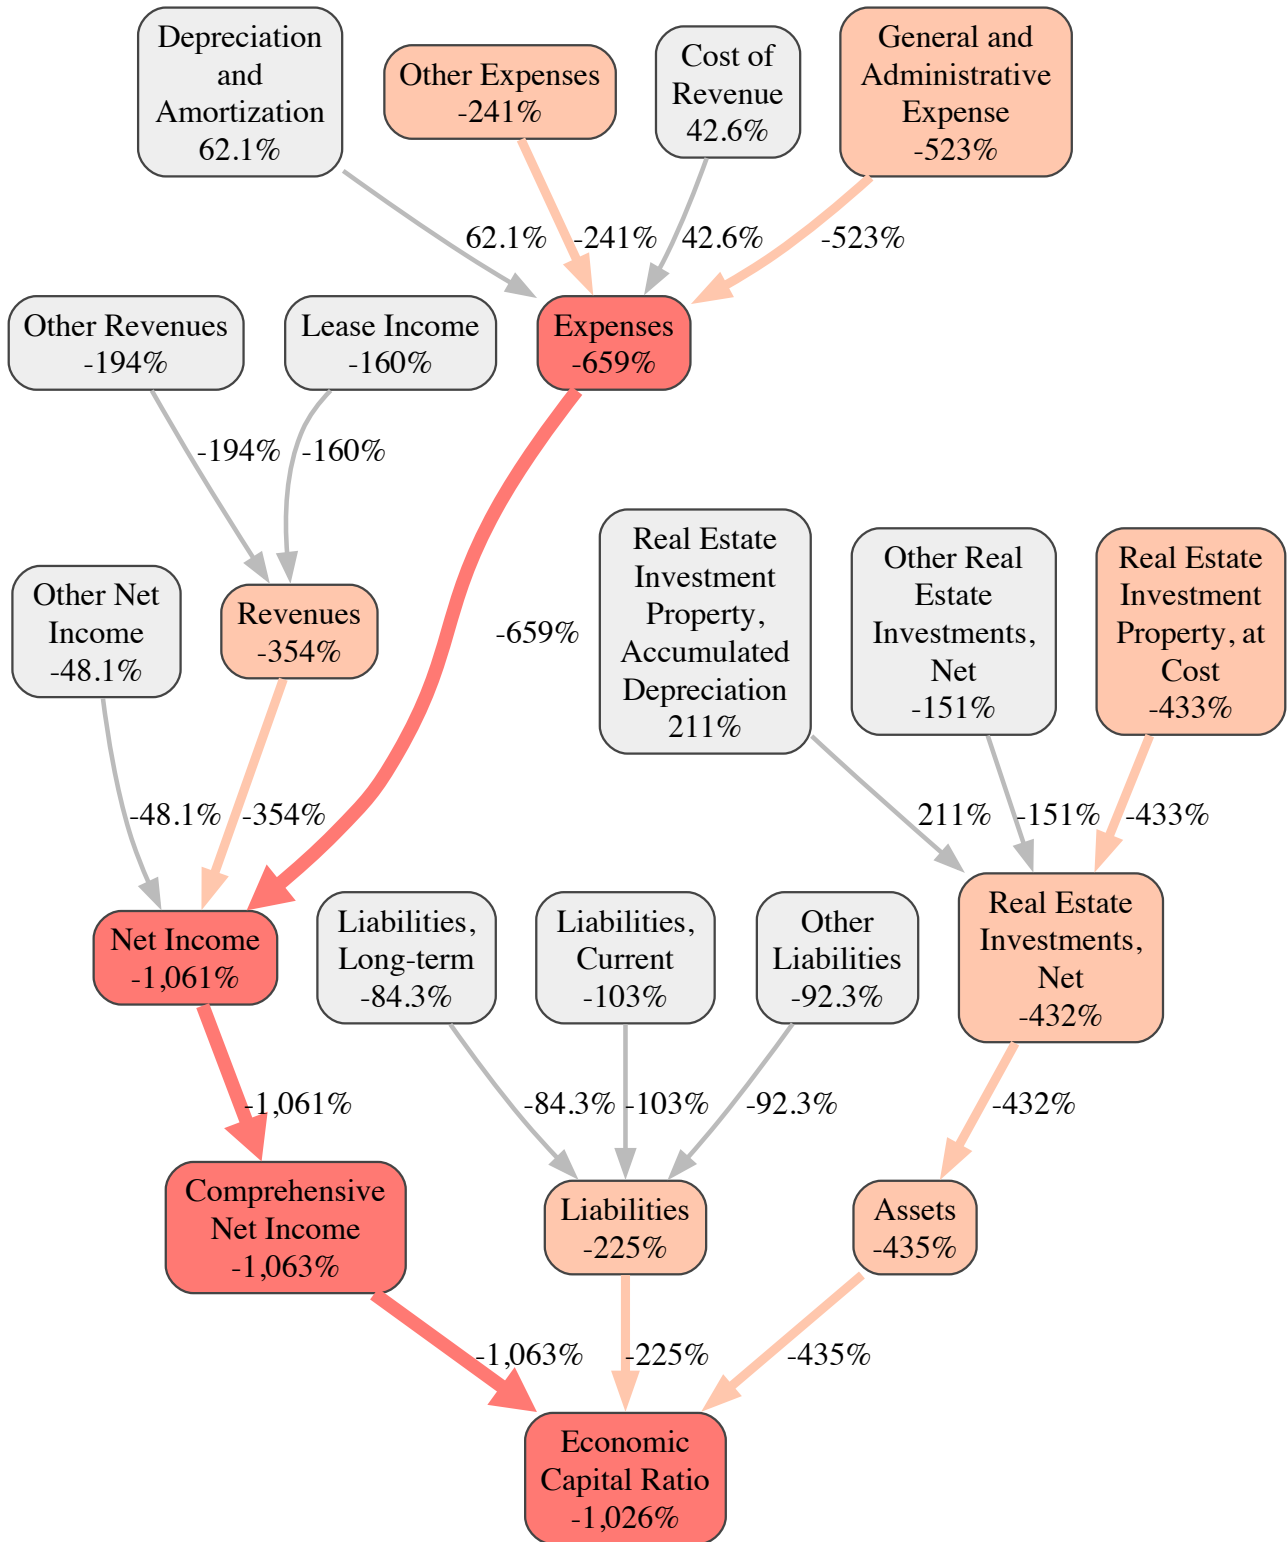 Depreciation
and
Amortization
62.1%
Other Expenses
-241%
Cost of
Revenue
42.6%
General and
Administrative
Expense
-523%
62.1%
-241%
42.6%
-523%
Other Revenues
-194%
Lease Income
-160%
Expenses
-659%
-194%
-160%
Real Estate
Investment
Property,
Accumulated
Depreciation
211%
Other Real
Estate
Investments,
Net
-151%
Real Estate
Investment
Property, at
Cost
-433%
Other Net
Income
-48.1%
Revenues
-354%
-659%
-48.1%
-354%
211%
-151%
-433%
Net Income
-1,061%
Liabilities,
Long-term
-84.3%
Liabilities,
Current
-103%
Other
Liabilities
-92.3%
Real Estate
Investments,
Net
-432%
-1,061%
-84.3%
-103%
-92.3%
-432%
Comprehensive
Net Income
-1,063%
Liabilities
-225%
Assets
-435%
-1,063%
-225%
-435%
Economic
Capital Ratio
-1,026%